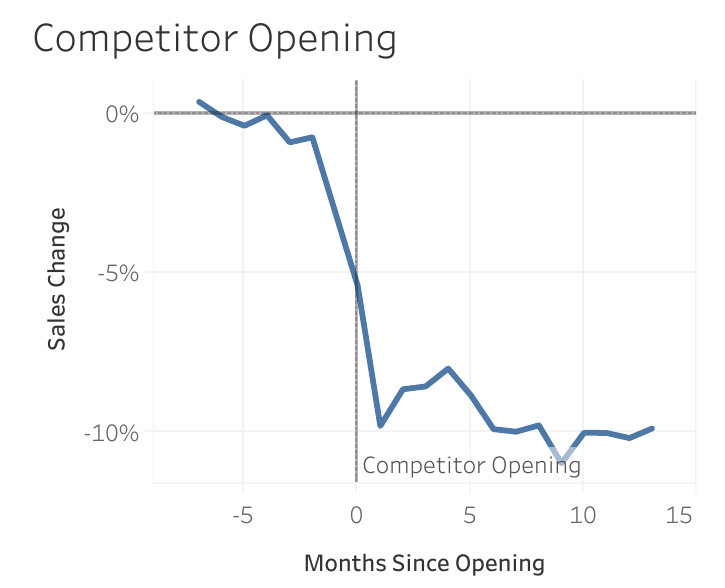 Competitor Opening
0%
-5%
-10%
Sales Change
Competitor Opening
-5
0
5
10
15
Months Since Opening